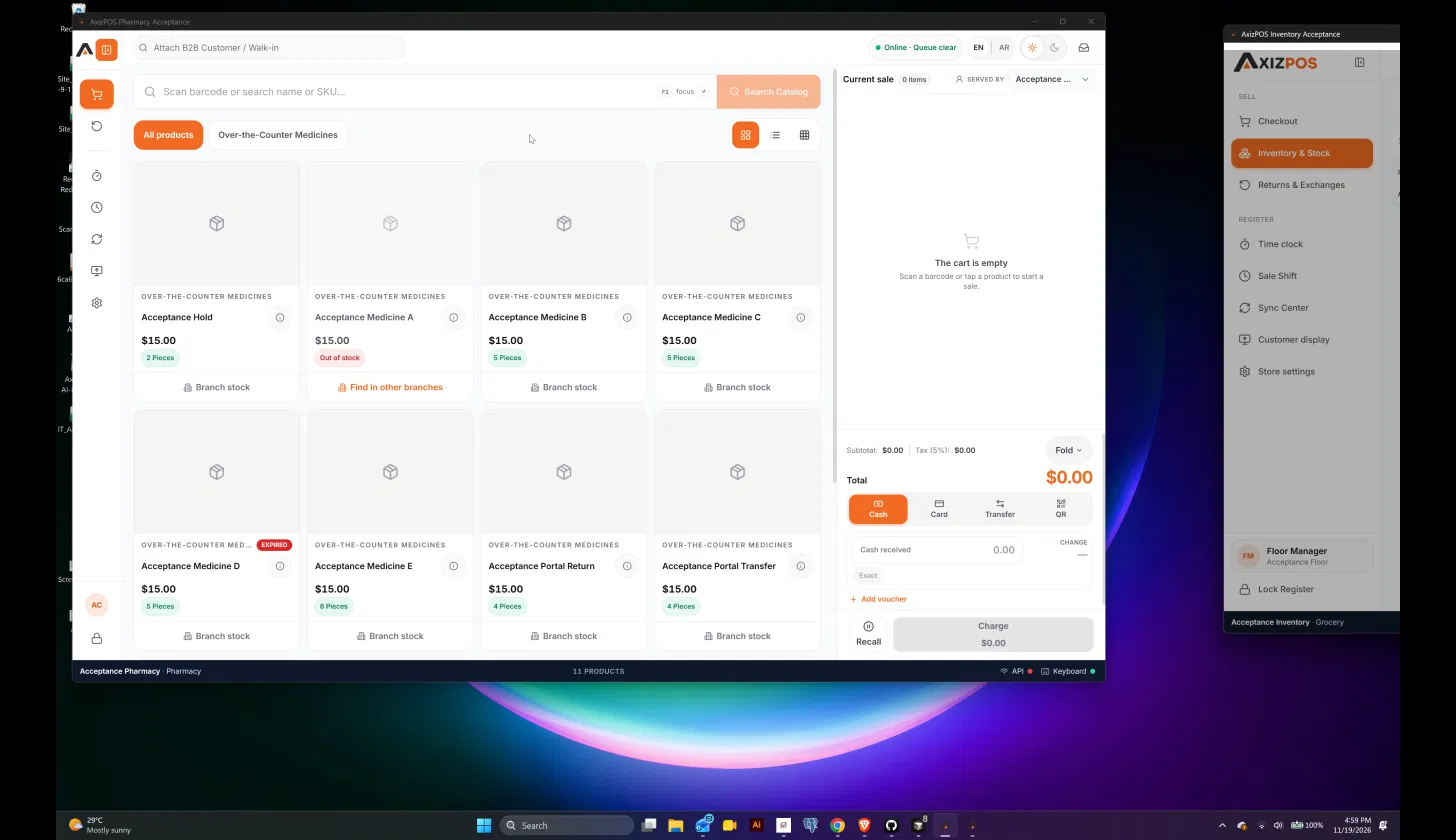 AxizPOS Pharmacy Acceptance
Attach B2B Customer / Walk-in
Online · Queue clear
EN
AR
Scan barcode or search name or SKU...
F2 focus
Search Catalog
All products
Over-the-Counter Medicines
OVER-THE-COUNTER MEDICINES
Acceptance Hold
$15.00
2 Pieces
Branch stock
OVER-THE-COUNTER MEDICINES
Acceptance Medicine A
$15.00
Out of stock
Find in other branches
OVER-THE-COUNTER MEDICINES
Acceptance Medicine B
$15.00
5 Pieces
Branch stock
OVER-THE-COUNTER MEDICINES
Acceptance Medicine C
$15.00
5 Pieces
Branch stock
OVER-THE-COUNTER MED...
EXPIRED
Acceptance Medicine D
$15.00
5 Pieces
Branch stock
OVER-THE-COUNTER MEDICINES
Acceptance Medicine E
$15.00
8 Pieces
Branch stock
OVER-THE-COUNTER MEDICINES
Acceptance Portal Return
$15.00
4 Pieces
Branch stock
OVER-THE-COUNTER MEDICINES
Acceptance Portal Transfer
$15.00
4 Pieces
Branch stock
AC
Current sale
0 items
SERVED BY
Acceptance ...
The cart is empty
Scan a barcode or tap a product to start a
sale.
Subtotal: $0.00
Tax (5%): $0.00
Fold
Total
$0.00
Cash
Card
Transfer
QR
Cash received
0.00
CHANGE
—
Exact
+ Add voucher
Recall
Charge
$0.00
Acceptance Pharmacy · Pharmacy
11 PRODUCTS
API
Keyboard
AxizPOS Inventory Acceptance
AXIZPOS
SELL
Checkout
Inventory & Stock
Returns & Exchanges
REGISTER
Time clock
Sale Shift
Sync Center
Customer display
Store settings
FM
Floor Manager
Acceptance Floor
Lock Register
Acceptance Inventory · Grocery
29°C
Mostly sunny
Search
Ai
8
100%
4:59 PM
11/19/2026